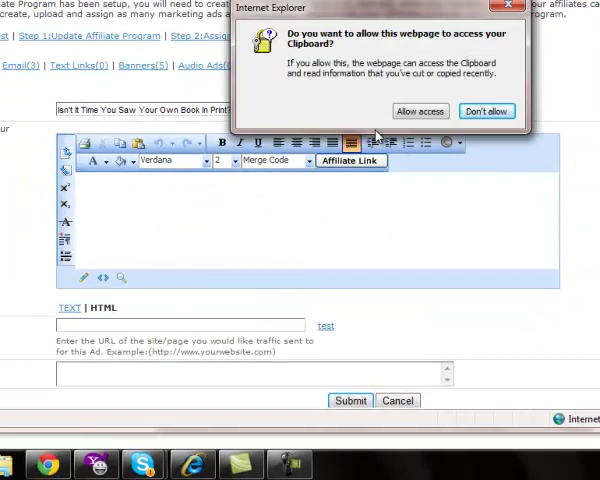 ate Program has been setup, you will need to creat
Internet Explorer
r affiliates ca
create, upload and assign as many marketing ads a
program.
ist | Step 1:Update Affiliate Program | Step 2:Assig
Do you want to allow this webpage to access your
Clipboard?
If you allow this, the webpage can access the Clipboard
and read information that you've cut or copied recently.
Email(3) | Text Links(0) | Banners(5) | Audio Ads(0
Allow access
Don't allow
Isn't It Time You Saw Your Own Book In Print?
our
B I U
A Verdana 2 Merge Code Affiliate Link
TEXT | HTML
test
Enter the URL of the site/page you would like traffic sent to
for this Ad. Example:(http://www.yourwebsite.com)
Submit Cancel
Internet